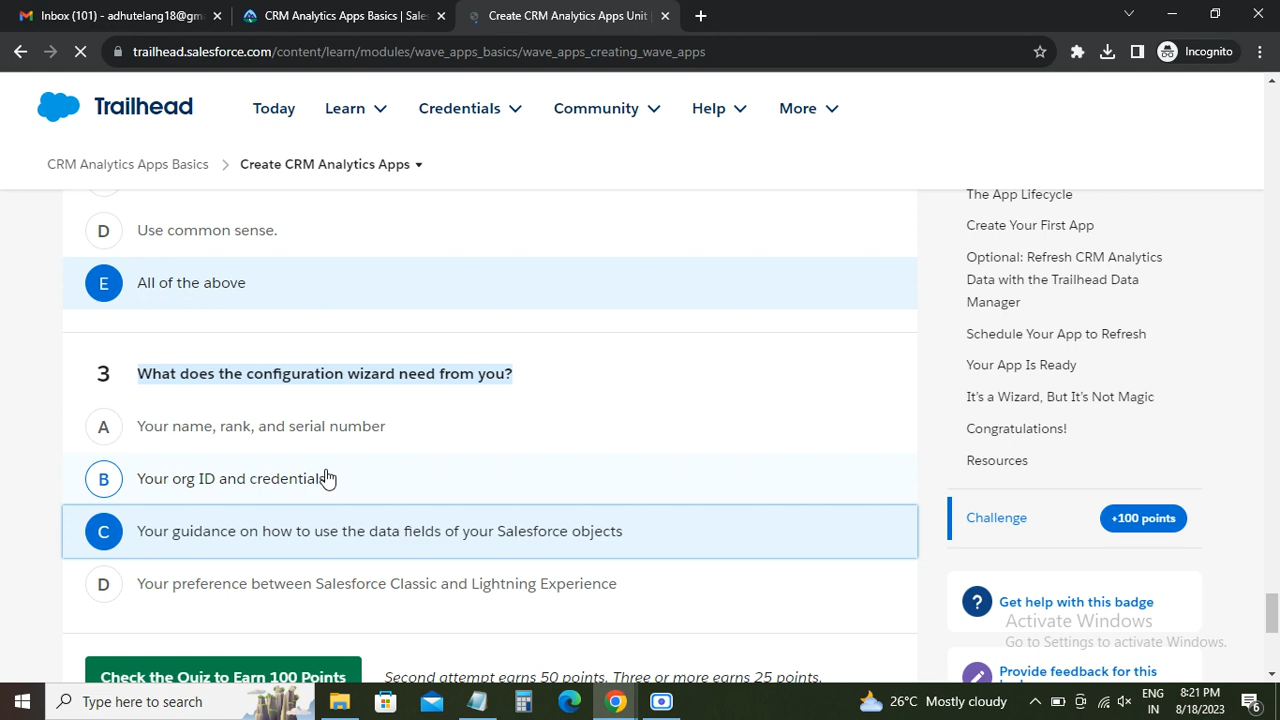 Inbox (101) - adhutelang18@gma
CRM Analytics Apps Basics | Sales
Create CRM Analytics Apps Unit |
trailhead.salesforce.com/content/learn/modules/wave_apps_basics/wave_apps_creating_wave_apps
Incognito
Trailhead
Today
Learn
Credentials
Community
Help
More
CRM Analytics Apps Basics
Create CRM Analytics Apps
D Use common sense.
E All of the above
3 What does the configuration wizard need from you?
A Your name, rank, and serial number
B Your org ID and credentials
C Your guidance on how to use the data fields of your Salesforce objects
D Your preference between Salesforce Classic and Lightning Experience
Check the Quiz to Earn 100 Points
Second attempt earns 50 points. Three or more earns 25 points.
The App Lifecycle
Create Your First App
Optional: Refresh CRM Analytics
Data with the Trailhead Data
Manager
Schedule Your App to Refresh
Your App Is Ready
It's a Wizard, But It's Not Magic
Congratulations!
Resources
Challenge
+100 points
? Get help with this badge
Activate Windows
Go to Settings to activate Windows.
Provide feedback for this
Type here to search
26°C Mostly cloudy
ENG
IN
8:21 PM
8/18/2023
6